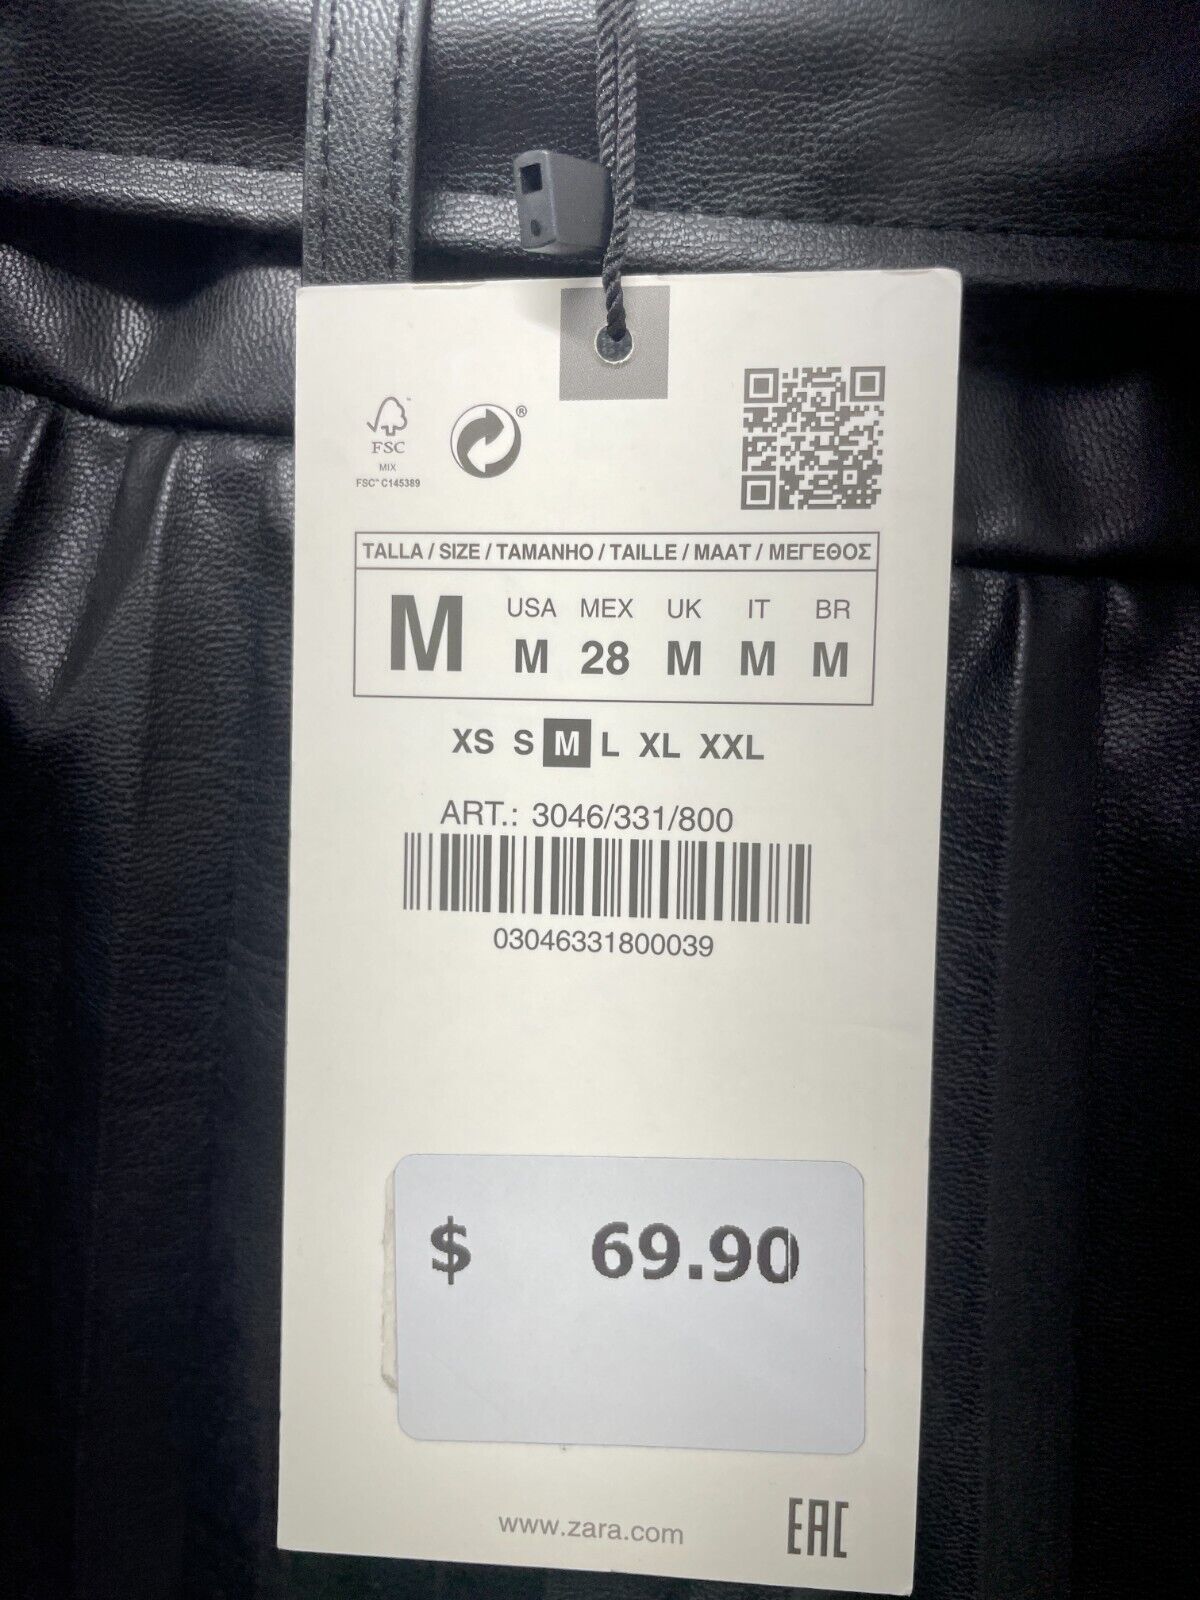 FSC
MIX
FSC™ C145389
®
TALLA / SIZE / TAMANHO / TAILLE / MAAT / ΜΕΓΕΘΟΣ
M
USA MEX UK IT BR
M 28 M M M
XS S M L XL XXL
ART.: 3046/331/800
03046331800039
$ 69.90
www.zara.com
EAC